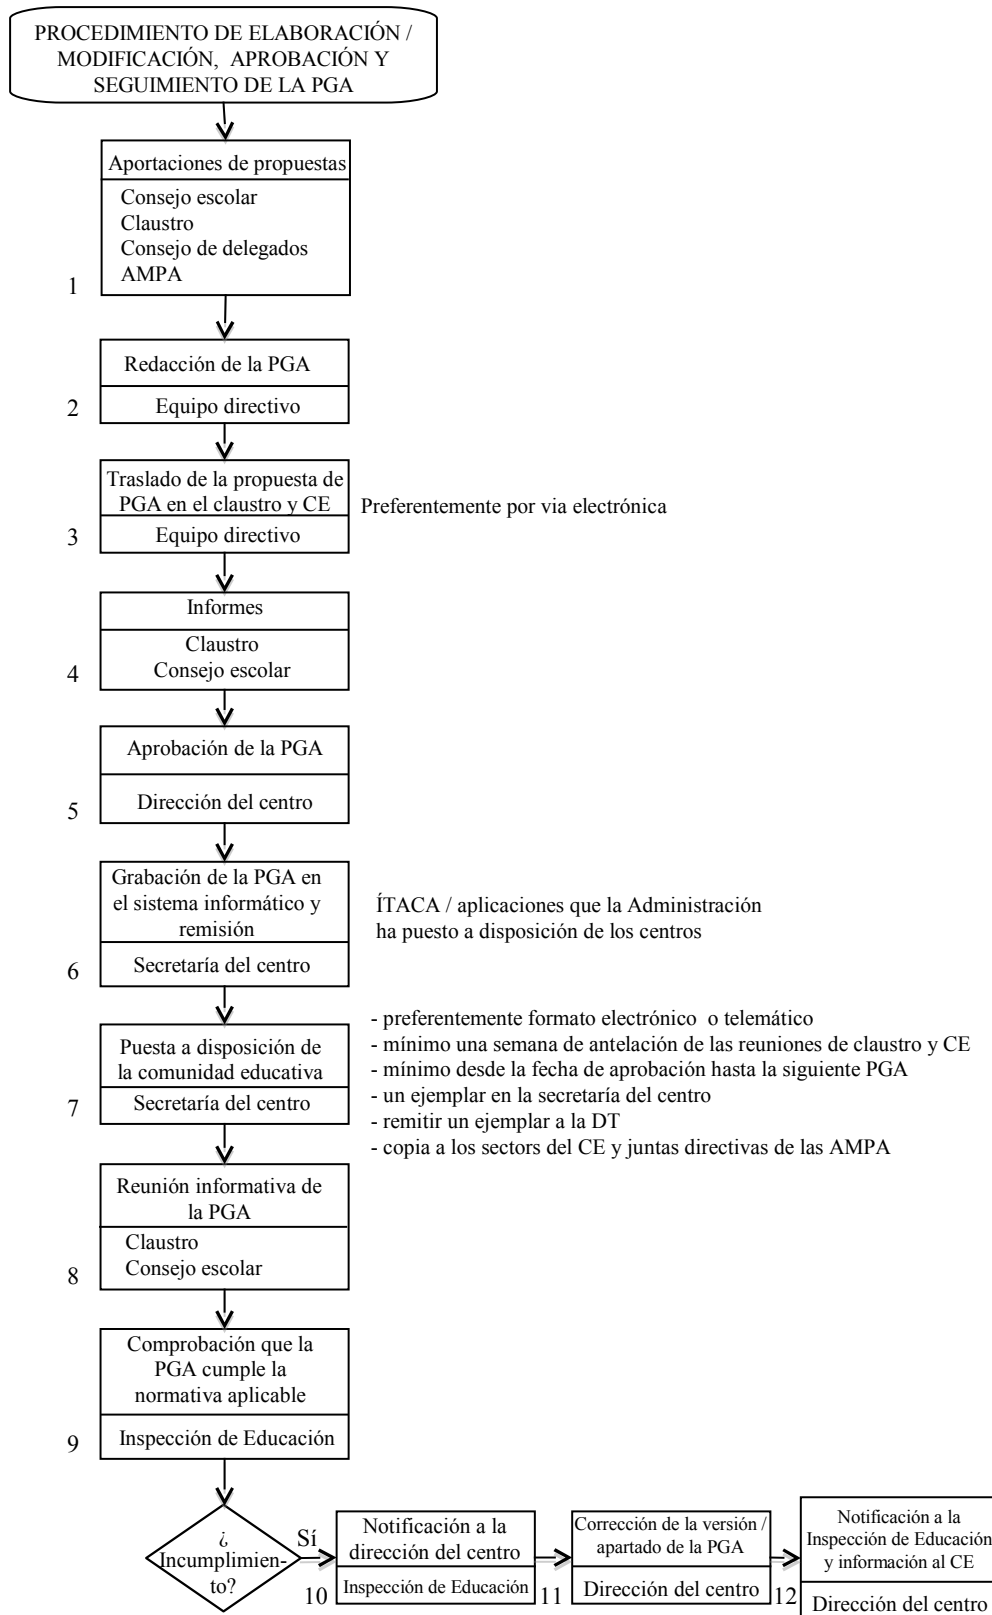 PROCEDIMIENTO DE ELABORACIÓN /
MODIFICACIÓN, APROBACIÓN Y
SEGUIMIENTO DE LA PGA
Aportaciones de propuestas
Consejo escolar
Claustro
Consejo de delegados
AMPA
1
Redacción de la PGA
Equipo directivo
2
Traslado de la propuesta de
PGA en el claustro y CE
Preferentemente por via electrónica
Equipo directivo
3
Informes
Claustro
Consejo escolar
4
Aprobación de la PGA
Dirección del centro
5
Grabación de la PGA en
el sistema informático y
remisión
ÍTACA / aplicaciones que la Administración
ha puesto a disposición de los centros
Secretaría del centro
6
Puesta a disposición de
la comunidad educativa
Secretaría del centro
7
- preferentemente formato electrónico o telemático
- mínimo una semana de antelación de las reuniones de claustro y CE
- mínimo desde la fecha de aprobación hasta la siguiente PGA
- un ejemplar en la secretaría del centro
- remitir un ejemplar a la DT
- copia a los sectors del CE y juntas directivas de las AMPA
Reunión informativa de
la PGA
Claustro
Consejo escolar
8
Comprobación que la
PGA cumple la
normativa aplicable
Inspección de Educación
9
¿
Incumplimien-
to?
Sí
Notificación a la
dirección del centro
Inspección de Educación
10
Corrección de la versión /
apartado de la PGA
Dirección del centro
11
Notificación a la
Inspección de Educación
y información al CE
Dirección del centro
12